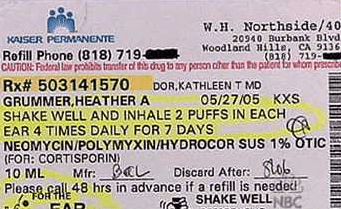 KAISER PERMANENTE
W.H. Northside/40
20940 Burbank Blvd
Woodland Hills, CA 9136
Refill Phone (818) 719-
(818) 719-
CAUTION: Federal law prohibits transfer of this drug to any person other than the patient for whom prescribed
Rx# 503141570
DOR,KATHLEEN T MD
GRUMMER,HEATHER A 05/27/05 KXS
SHAKE WELL AND INHALE 2 PUFFS IN EACH
EAR 4 TIMES DAILY FOR 7 DAYS
NEOMYCIN/POLYMYXIN/HYDROCOR SUS 1% OTIC
(FOR: CORTISPORIN)
10 ML Mfr: Discard After:
Please call 48 hrs in advance if a refill is needed
FOR THE SHAKE WELL
EAR
NBC